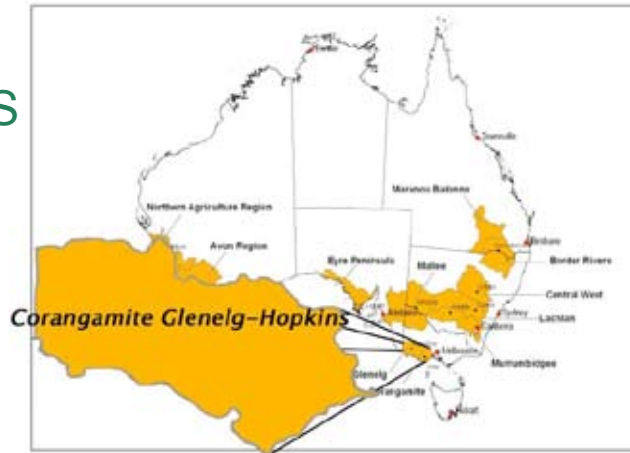 s
Darwin
Townsville
Maranoa Balonne
Northern Agriculture Region
Brisbane
Avon Region
Border Rivers
Eyre Peninsula
Mallee
Central West
Corangamite Glenelg-Hopkins
Sydney
Lachlan
Adelaide
Canberra
Melbourne
Murrumbidgee
Glenelg
Corangamite
Hobart